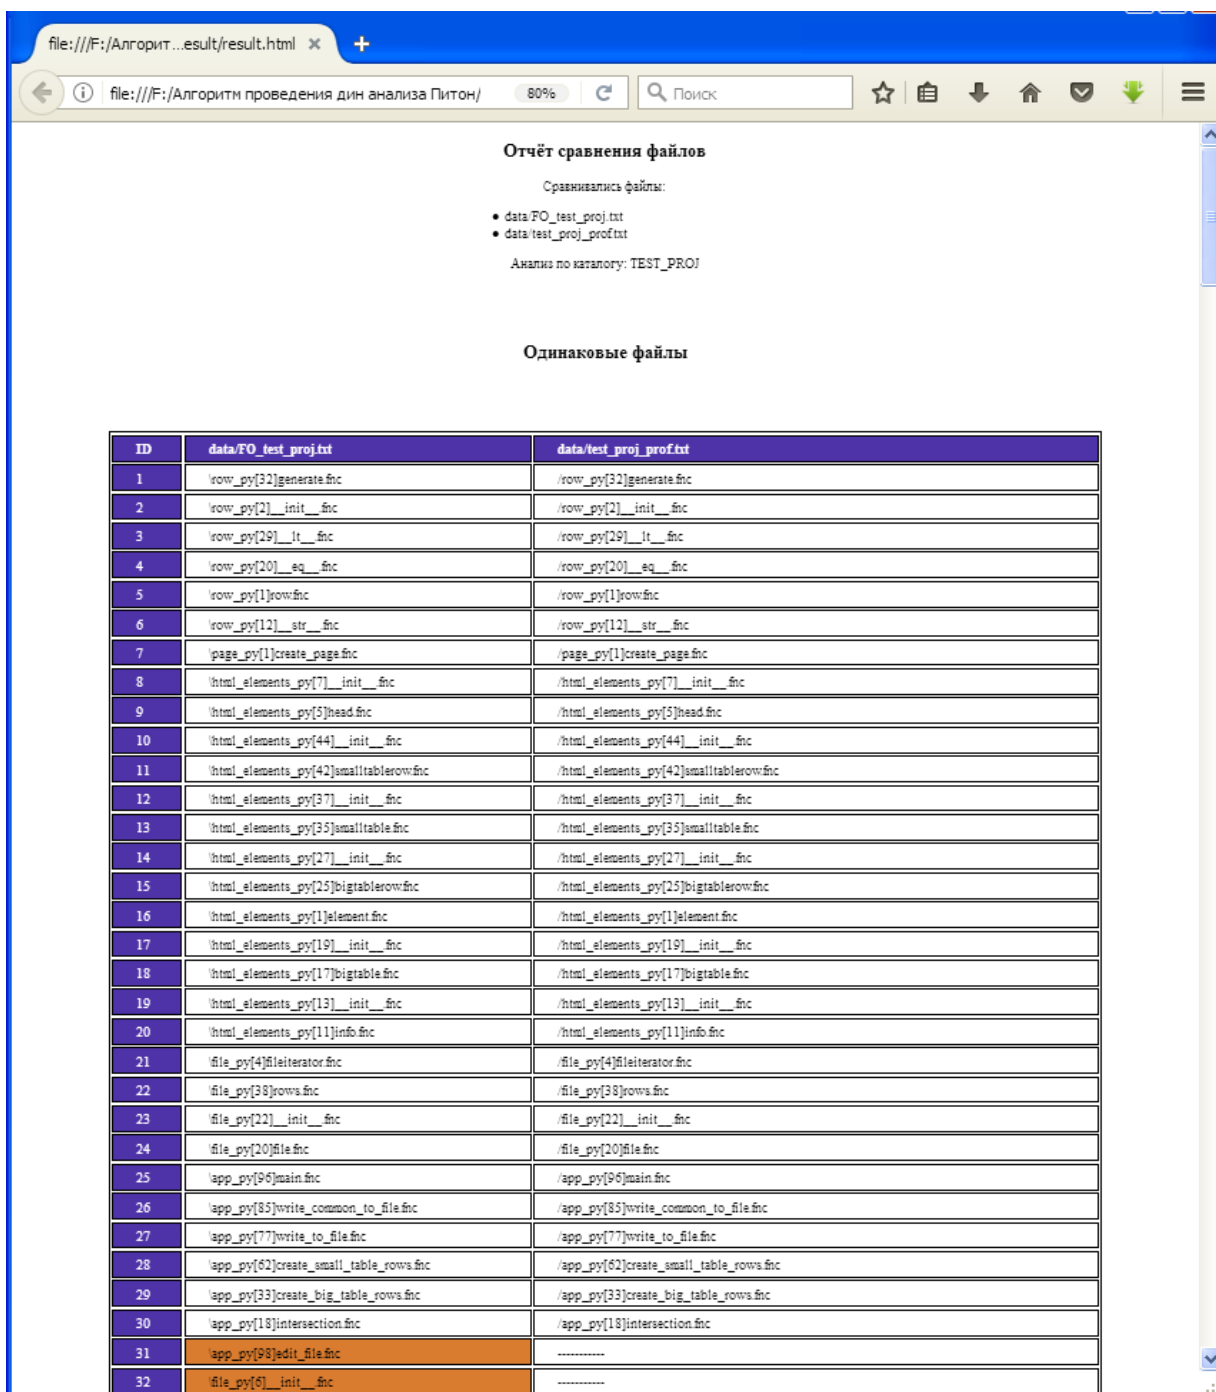 file:///F:/Алгорит...esult/result.html
file:///F:/Алгоритм проведения дин анализа Питон/ 80% Поиск
Отчёт сравнения файлов
Сравнивались файлы:
data/FO_test_proj.txt
data/test_proj_prof.txt
Анализ по каталогу: TEST_PROJ
Одинаковые файлы
ID data/FO_test_proj.txt data/test_proj_prof.txt
1 \row_py[32]generate.fnc /row_py[32]generate.fnc
2 \row_py[2]__init__.fnc /row_py[2]__init__.fnc
3 \row_py[29]__lt__.fnc /row_py[29]__lt__.fnc
4 \row_py[20]__eq__.fnc /row_py[20]__eq__.fnc
5 \row_py[1]row.fnc /row_py[1]row.fnc
6 \row_py[12]__str__.fnc /row_py[12]__str__.fnc
7 \page_py[1]create_page.fnc /page_py[1]create_page.fnc
8 \html_elements_py[7]__init__.fnc /html_elements_py[7]__init__.fnc
9 \html_elements_py[5]head.fnc /html_elements_py[5]head.fnc
10 \html_elements_py[44]__init__.fnc /html_elements_py[44]__init__.fnc
11 \html_elements_py[42]smalltablerow.fnc /html_elements_py[42]smalltablerow.fnc
12 \html_elements_py[37]__init__.fnc /html_elements_py[37]__init__.fnc
13 \html_elements_py[35]smalltable.fnc /html_elements_py[35]smalltable.fnc
14 \html_elements_py[27]__init__.fnc /html_elements_py[27]__init__.fnc
15 \html_elements_py[25]bigtablerow.fnc /html_elements_py[25]bigtablerow.fnc
16 \html_elements_py[1]element.fnc /html_elements_py[1]element.fnc
17 \html_elements_py[19]__init__.fnc /html_elements_py[19]__init__.fnc
18 \html_elements_py[17]bigtable.fnc /html_elements_py[17]bigtable.fnc
19 \html_elements_py[13]__init__.fnc /html_elements_py[13]__init__.fnc
20 \html_elements_py[11]info.fnc /html_elements_py[11]info.fnc
21 \file_py[4]fileiterator.fnc /file_py[4]fileiterator.fnc
22 \file_py[38]rows.fnc /file_py[38]rows.fnc
23 \file_py[22]__init__.fnc /file_py[22]__init__.fnc
24 \file_py[20]file.fnc /file_py[20]file.fnc
25 \app_py[96]main.fnc /app_py[96]main.fnc
26 \app_py[85]write_common_to_file.fnc /app_py[85]write_common_to_file.fnc
27 \app_py[77]write_to_file.fnc /app_py[77]write_to_file.fnc
28 \app_py[62]create_small_table_rows.fnc /app_py[62]create_small_table_rows.fnc
29 \app_py[33]create_big_table_rows.fnc /app_py[33]create_big_table_rows.fnc
30 \app_py[18]intersection.fnc /app_py[18]intersection.fnc
31 \app_py[98]edit_file.fnc -----------
32 \file_py[6]__init__.fnc -----------